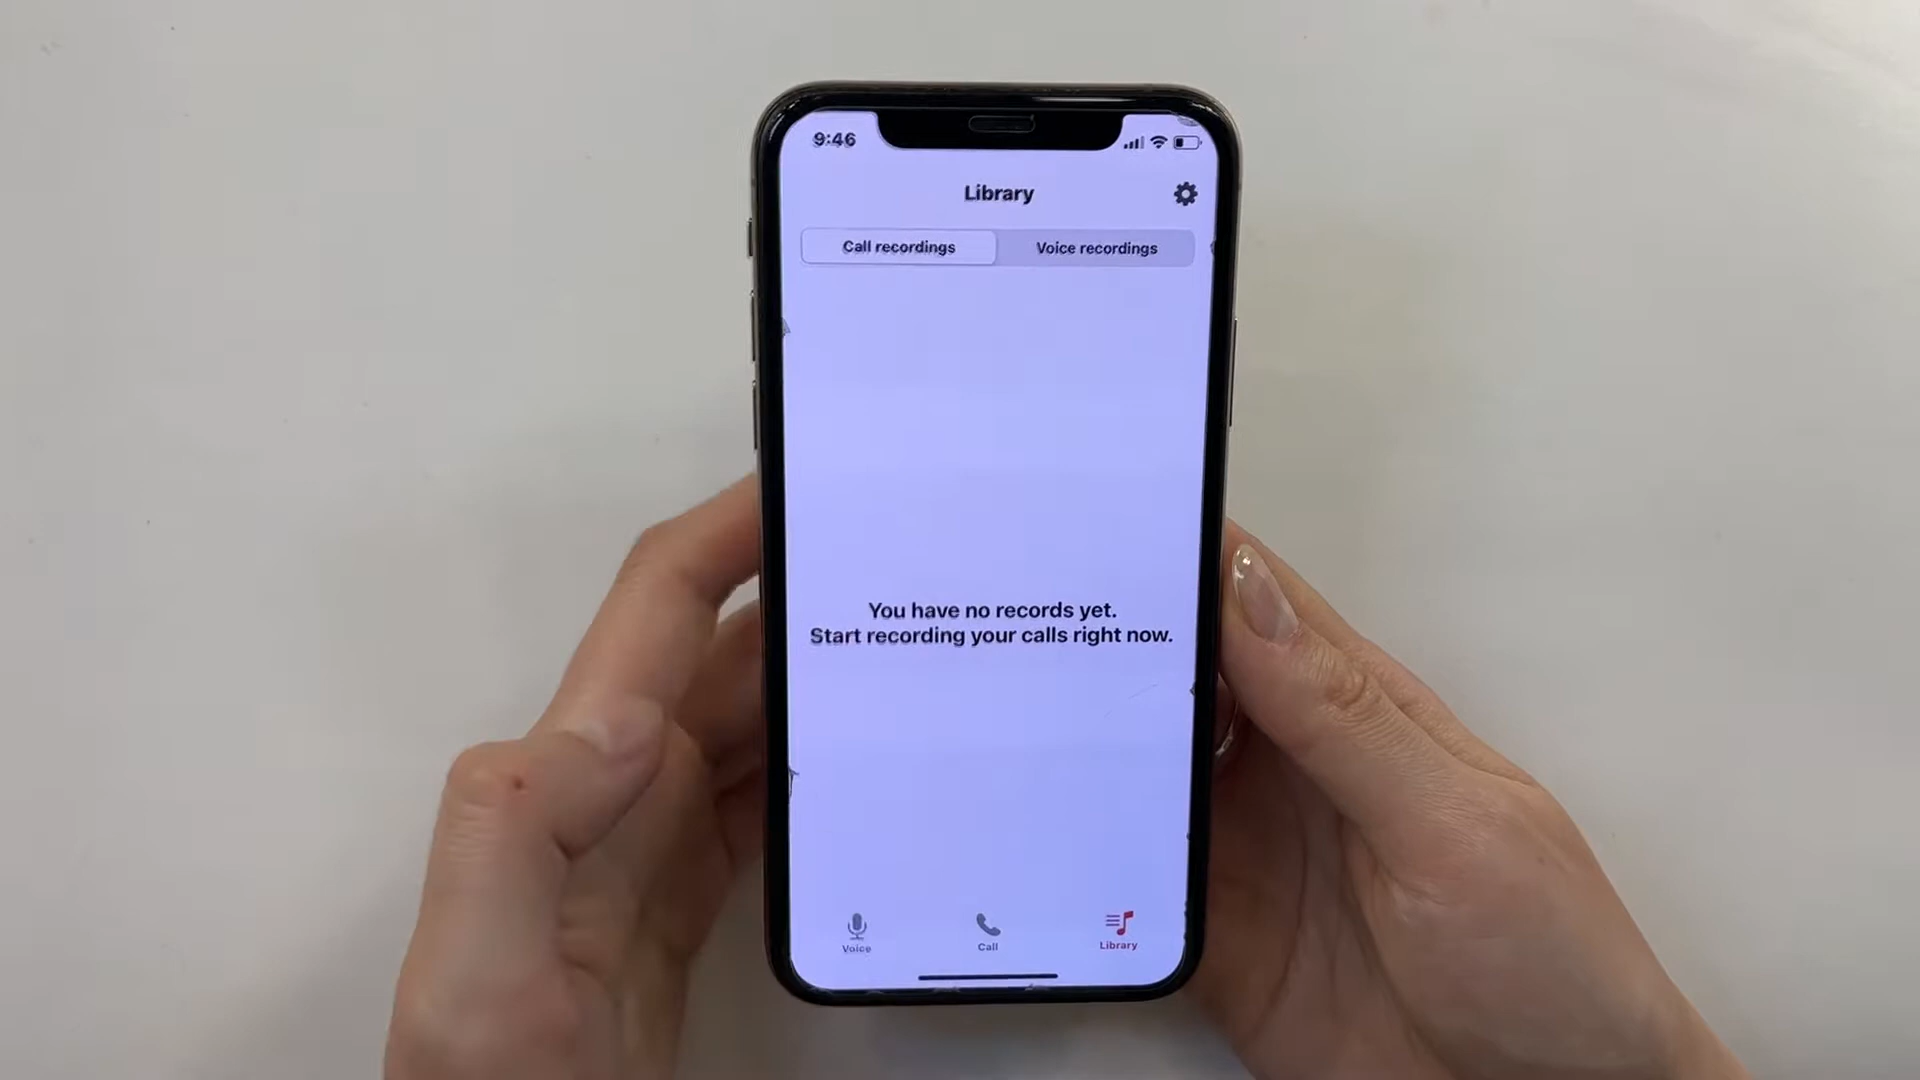 9:46
Library
Call recordings
Voice recordings
You have no records yet.
Start recording your calls right now.
Voice
Call
Library